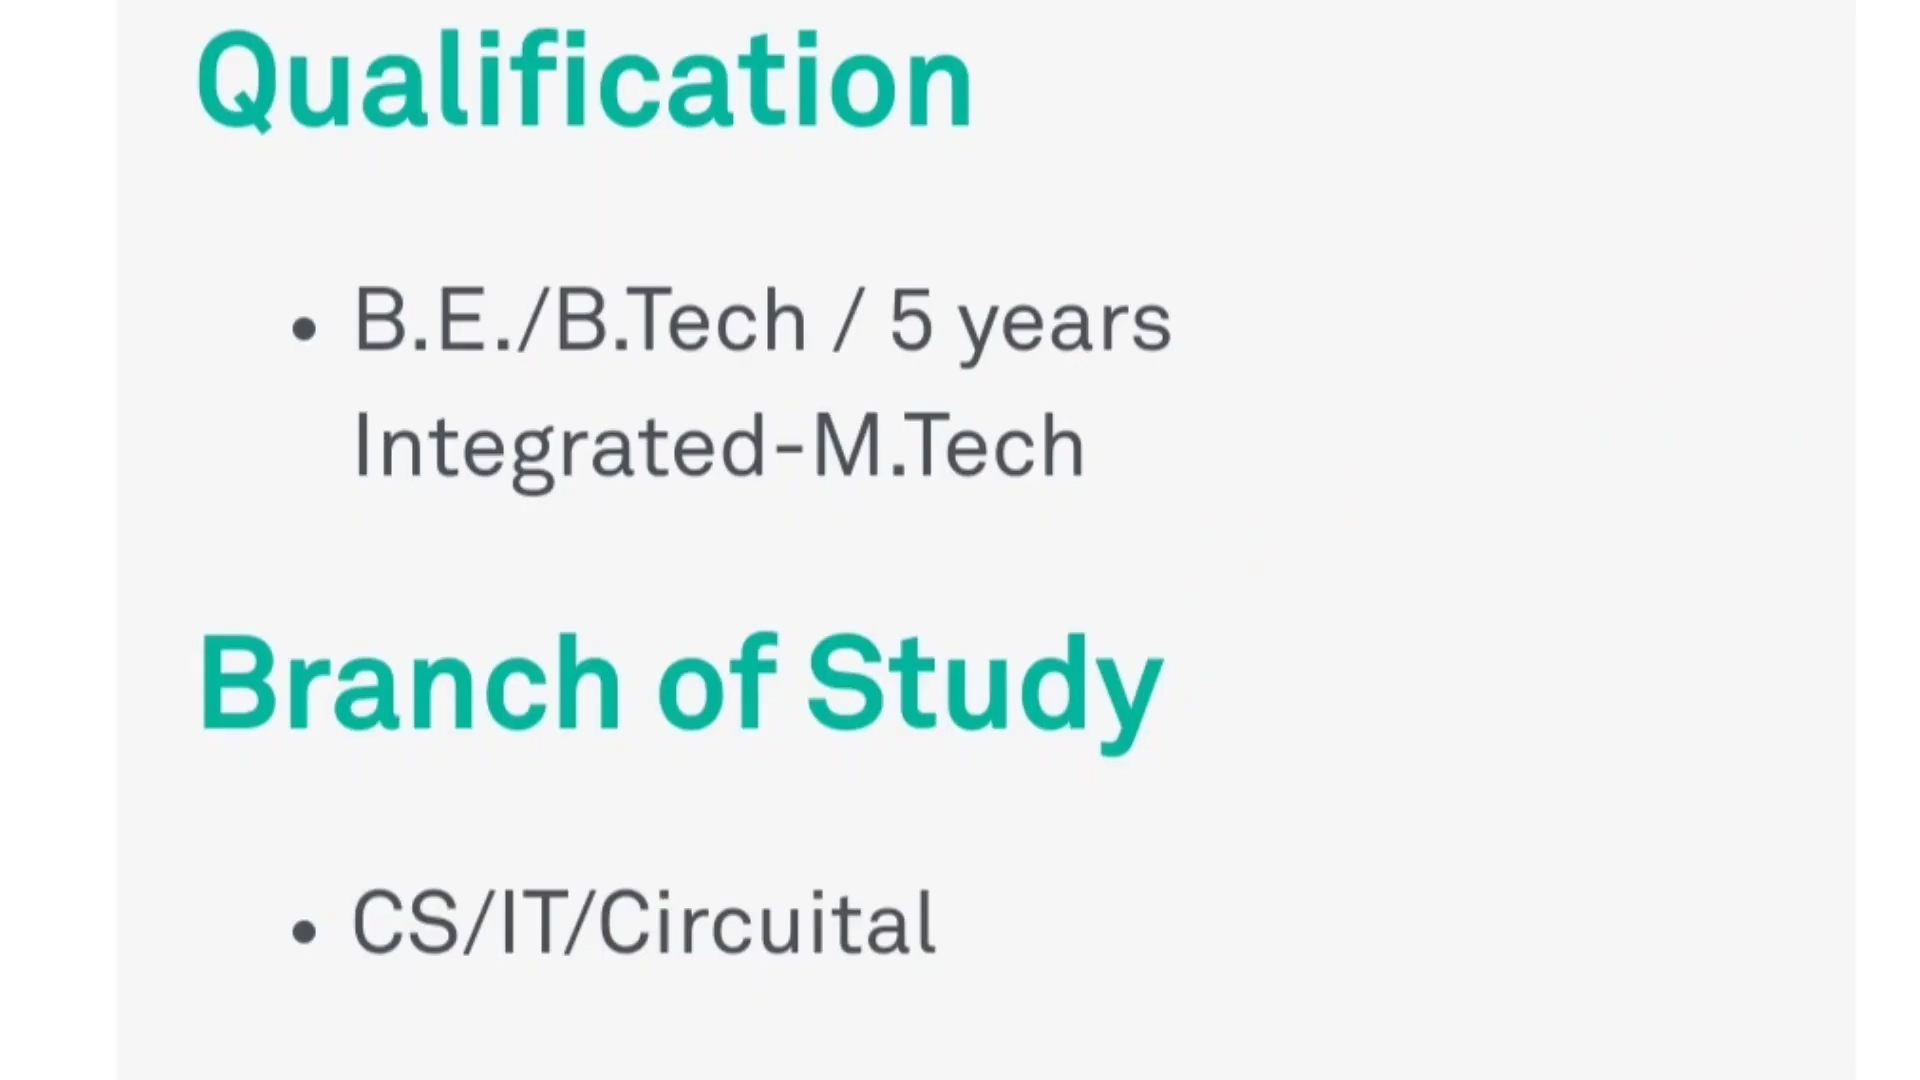 Qualification
• B.E./B.Tech / 5 years
Integrated-M.Tech
Branch of Study
• CS/IT/Circuital